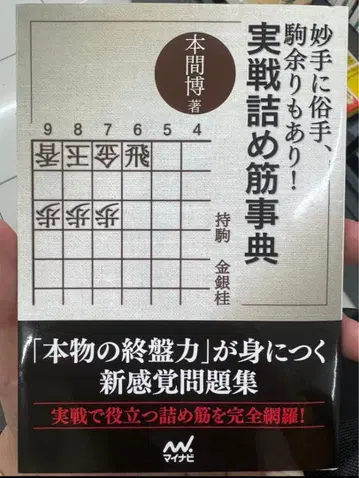 妙手に俗手、
駒余りもあり！
実戦詰め筋事典
本間博 著
9 8 7 6 5 4
香 王 金 飛
歩 歩 歩
持駒 金銀桂
「本物の終盤力」が身につく
新感覚問題集
実戦で役立つ詰め筋を完全網羅！
マイナビ